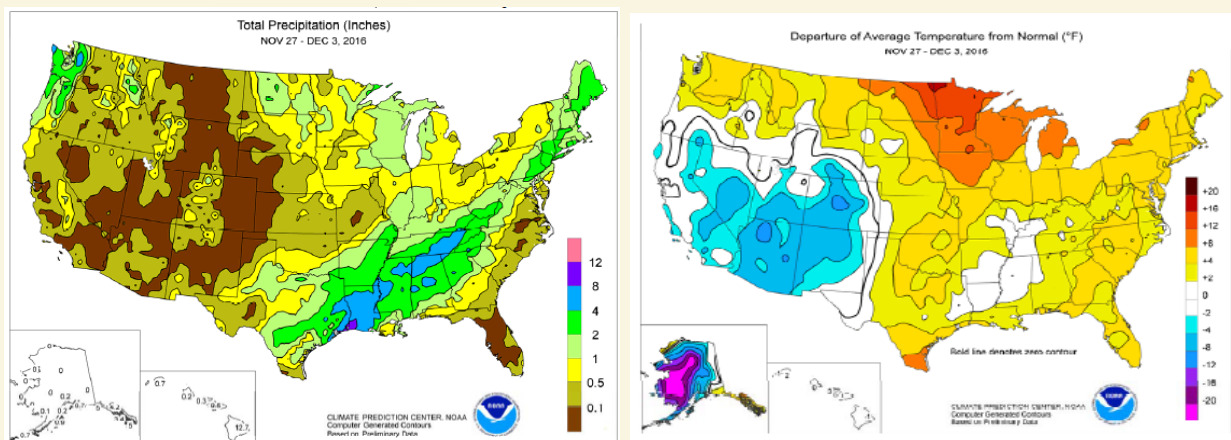 Total Precipitation (Inches)
NOV 27 - DEC 3, 2016
12
8
4
2
1
0.5
0.1
CLIMATE PREDICTION CENTER, NOAA
Computer Generated Contours
Based on Preliminary Data
Departure of Average Temperature from Normal (°F)
NOV 27 - DEC 3, 2016
+20
+16
+12
+8
+4
+2
0
-2
-4
-8
-12
-16
-20
Bold line denotes zero contour
CLIMATE PREDICTION CENTER, NOAA
Computer Generated Contours
Based on Preliminary Data